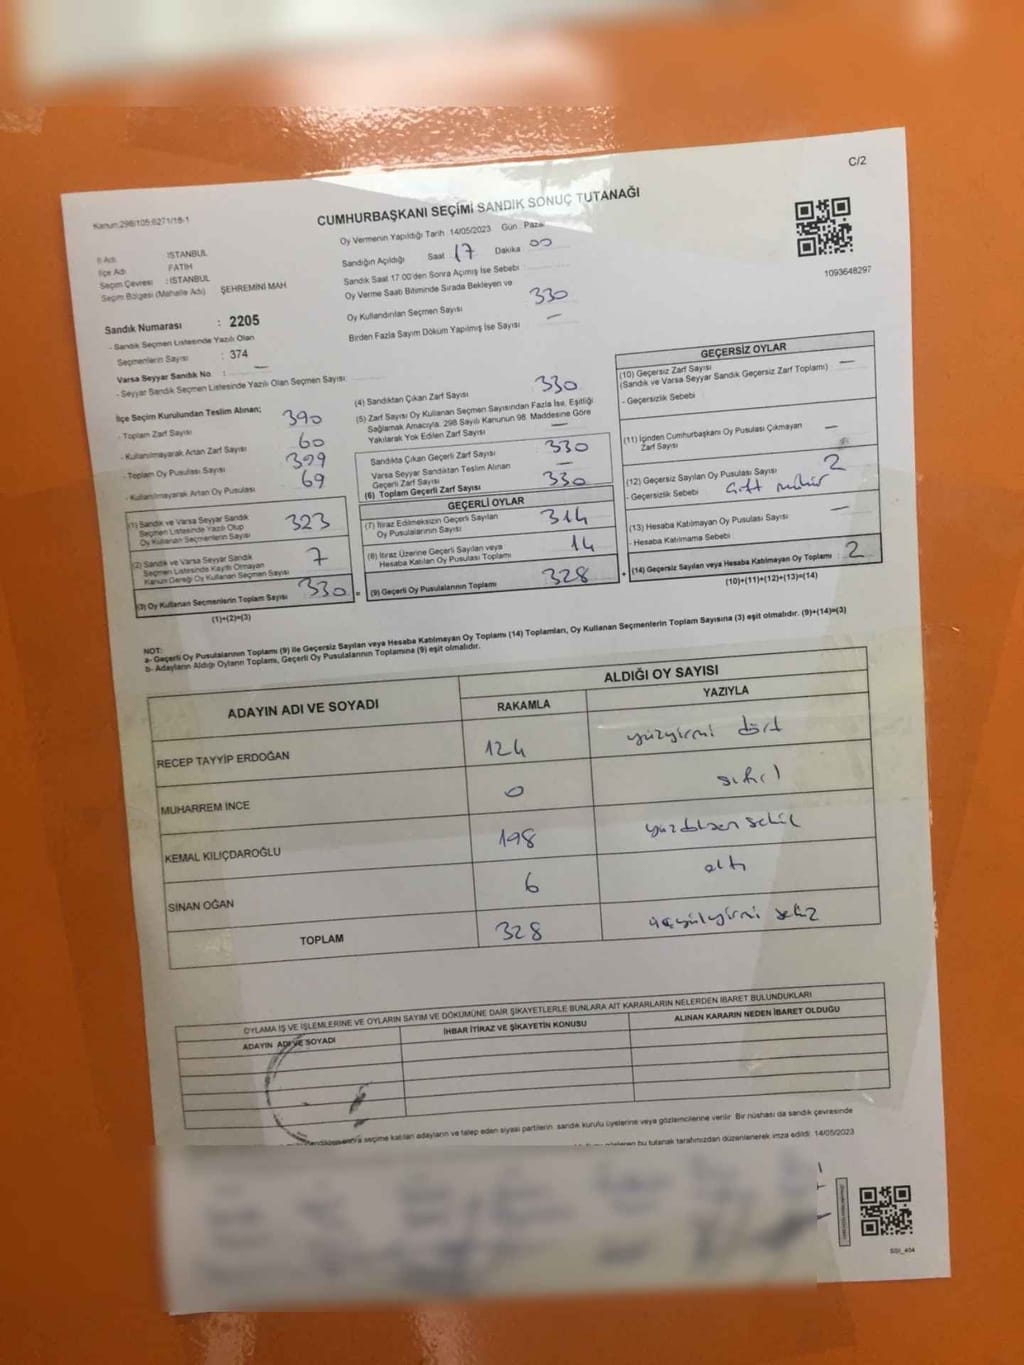 C/2
Kanun:298/105;6271/18-1
CUMHURBAŞKANI SEÇİMİ SANDIK SONUÇ TUTANAĞI
1093648297
İl Adı : İSTANBUL
İlçe Adı FATİH
Seçim Çevresi : İSTANBUL
Seçim Bölgesi (Mahalle Adı) ŞEHREMİNİ MAH
Sandık Numarası : 2205
- Sandık Seçmen Listesinde Yazılı Olan
Seçmenlerin Sayısı : 374
Varsa Seyyar Sandık No. : —
- Seyyar Sandık Seçmen Listesinde Yazılı Olan Seçmen Sayısı:
Oy Vermenin Yapıldığı Tarih 14/05/2023 Gün Pazar
Sandığın Açıldığı Saat 17 Dakika 00
Sandık Saat 17:00'den Sonra Açımış İse Sebebi
Oy Verme Saati Bitiminde Sırada Bekleyen ve
Oy Kullandırılan Seçmen Sayısı 330
Birden Fazla Sayım Döküm Yapılmış İse Sayısı —
İlçe Seçim Kurulundan Teslim Alınan;
- Toplam Zarf Sayısı 390
- Kullanılmayarak Artan Zarf Sayısı 60
- Toplam Oy Pusulası Sayısı 399
- Kullanılmayarak Artan Oy Pusulası 69
(1) Sandık ve Varsa Seyyar Sandık
Seçmen Listesinde Yazılı Olup
Oy Kullanan Seçmenlerin Sayısı 323
(2) Sandık ve Varsa Seyyar Sandık
Seçmen Listesinde Kayıtlı Olmayan
Kanun Gereği Oy Kullanan Seçmen Sayısı 7
(3) Oy Kullanan Seçmenlerin Toplam Sayısı 330 =
(1)+(2)=(3)
(4) Sandıktan Çıkan Zarf Sayısı 330
(5) Zarf Sayısı Oy Kullanan Seçmen Sayısından Fazla İse, Eşitliği
Sağlamak Amacıyla; 298 Sayılı Kanunun 98. Maddesine Göre
Yakılarak Yok Edilen Zarf Sayısı —
Sandıkta Çıkan Geçerli Zarf Sayısı 330
Varsa Seyyar Sandıktan Teslim Alınan
Geçerli Zarf Sayısı —
(6) Toplam Geçerli Zarf Sayısı 330
GEÇERLİ OYLAR
(7) İtiraz Edilmeksizin Geçerli Sayılan
Oy Pusulalarının Sayısı 314
(8) İtiraz Üzerine Geçerli Sayılan veya
Hesaba Katılan Oy Pusulası Toplamı 14
(9) Geçerli Oy Pusulalarının Toplamı 328 +
GEÇERSİZ OYLAR
(10) Geçersiz Zarf Sayısı —
(Sandık ve Varsa Seyyar Sandık Geçersiz Zarf Toplamı)
- Geçersizlik Sebebi
(11) İçinden Cumhurbaşkanı Oy Pusulası Çıkmayan
Zarf Sayısı —
(12) Geçersiz Sayılan Oy Pusulası Sayısı 2
- Geçersizlik Sebebi çift mühür
(13) Hesaba Katılmayan Oy Pusulası Sayısı —
- Hesaba Katılmama Sebebi
(14) Geçersiz Sayılan veya Hesaba Katılmayan Oy Toplamı 2
(10)+(11)+(12)+(13)=(14)
NOT:
a- Geçerli Oy Pusulalarının Toplamı (9) ile Geçersiz Sayılan veya Hesaba Katılmayan Oy Toplamı (14) Toplamları, Oy Kullanan Seçmenlerin Toplam Sayısına (3) eşit olmalıdır. (9)+(14)=(3)
b- Adayların Aldığı Oyların Toplamı, Geçerli Oy Pusulalarının Toplamına (9) eşit olmalıdır.
ADAYIN ADI VE SOYADI
ALDIĞI OY SAYISI
RAKAMLA YAZIYLA
RECEP TAYYİP ERDOĞAN 124 yüzyirmi dört
MUHARREM İNCE 0 sıfır
KEMAL KILIÇDAROĞLU 198 yüzdoksan sekiz
SİNAN OĞAN 6 altı
TOPLAM 328 üçyüzyirmi sekiz
OYLAMA İŞ VE İŞLEMLERİNE VE OYLARIN SAYIM VE DÖKÜMÜNE DAİR ŞİKAYETLERLE BUNLARA AİT KARARLARIN NELERDEN İBARET BULUNDUKLARI
ADAYIN ADI VE SOYADI İHBAR İTİRAZ VE ŞİKAYETİN KONUSU ALINAN KARARIN NEDEN İBARET OLDUĞU
seçime katılan adayların ve talep eden siyasi partilerin sandık kurulu üyelerine veya gözlemcilerine verilir. Bir nüshası da sandık çevresinde
bu tutanak tarafımızdan düzenlenerek imza edildi. 14/05/2023
SSI_404